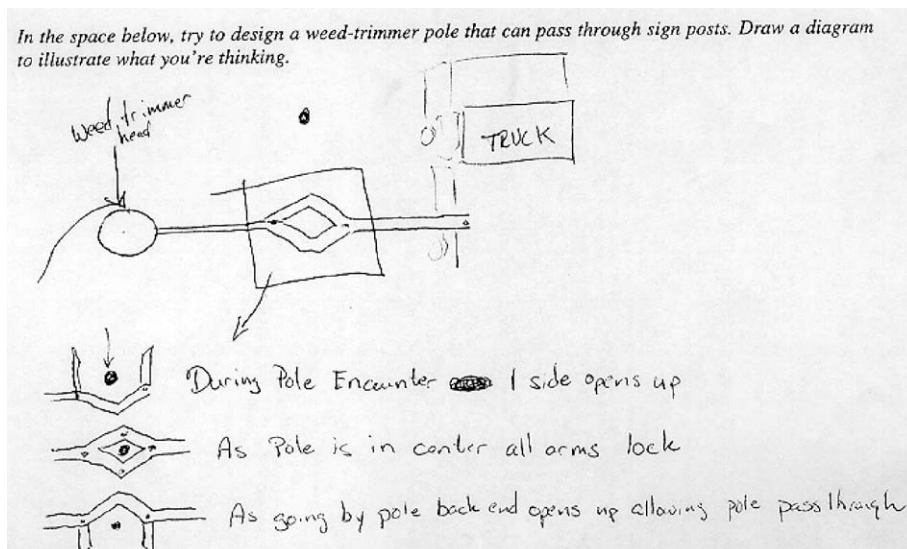 In the space below, try to design a weed-trimmer pole that can pass through sign posts. Draw a diagram
to illustrate what you're thinking.
Weed trimmer
head
TRUCK
During Pole Encounter 1 side opens up
As Pole is in center all arms lock
As going by pole back end opens up allowing pole pass through